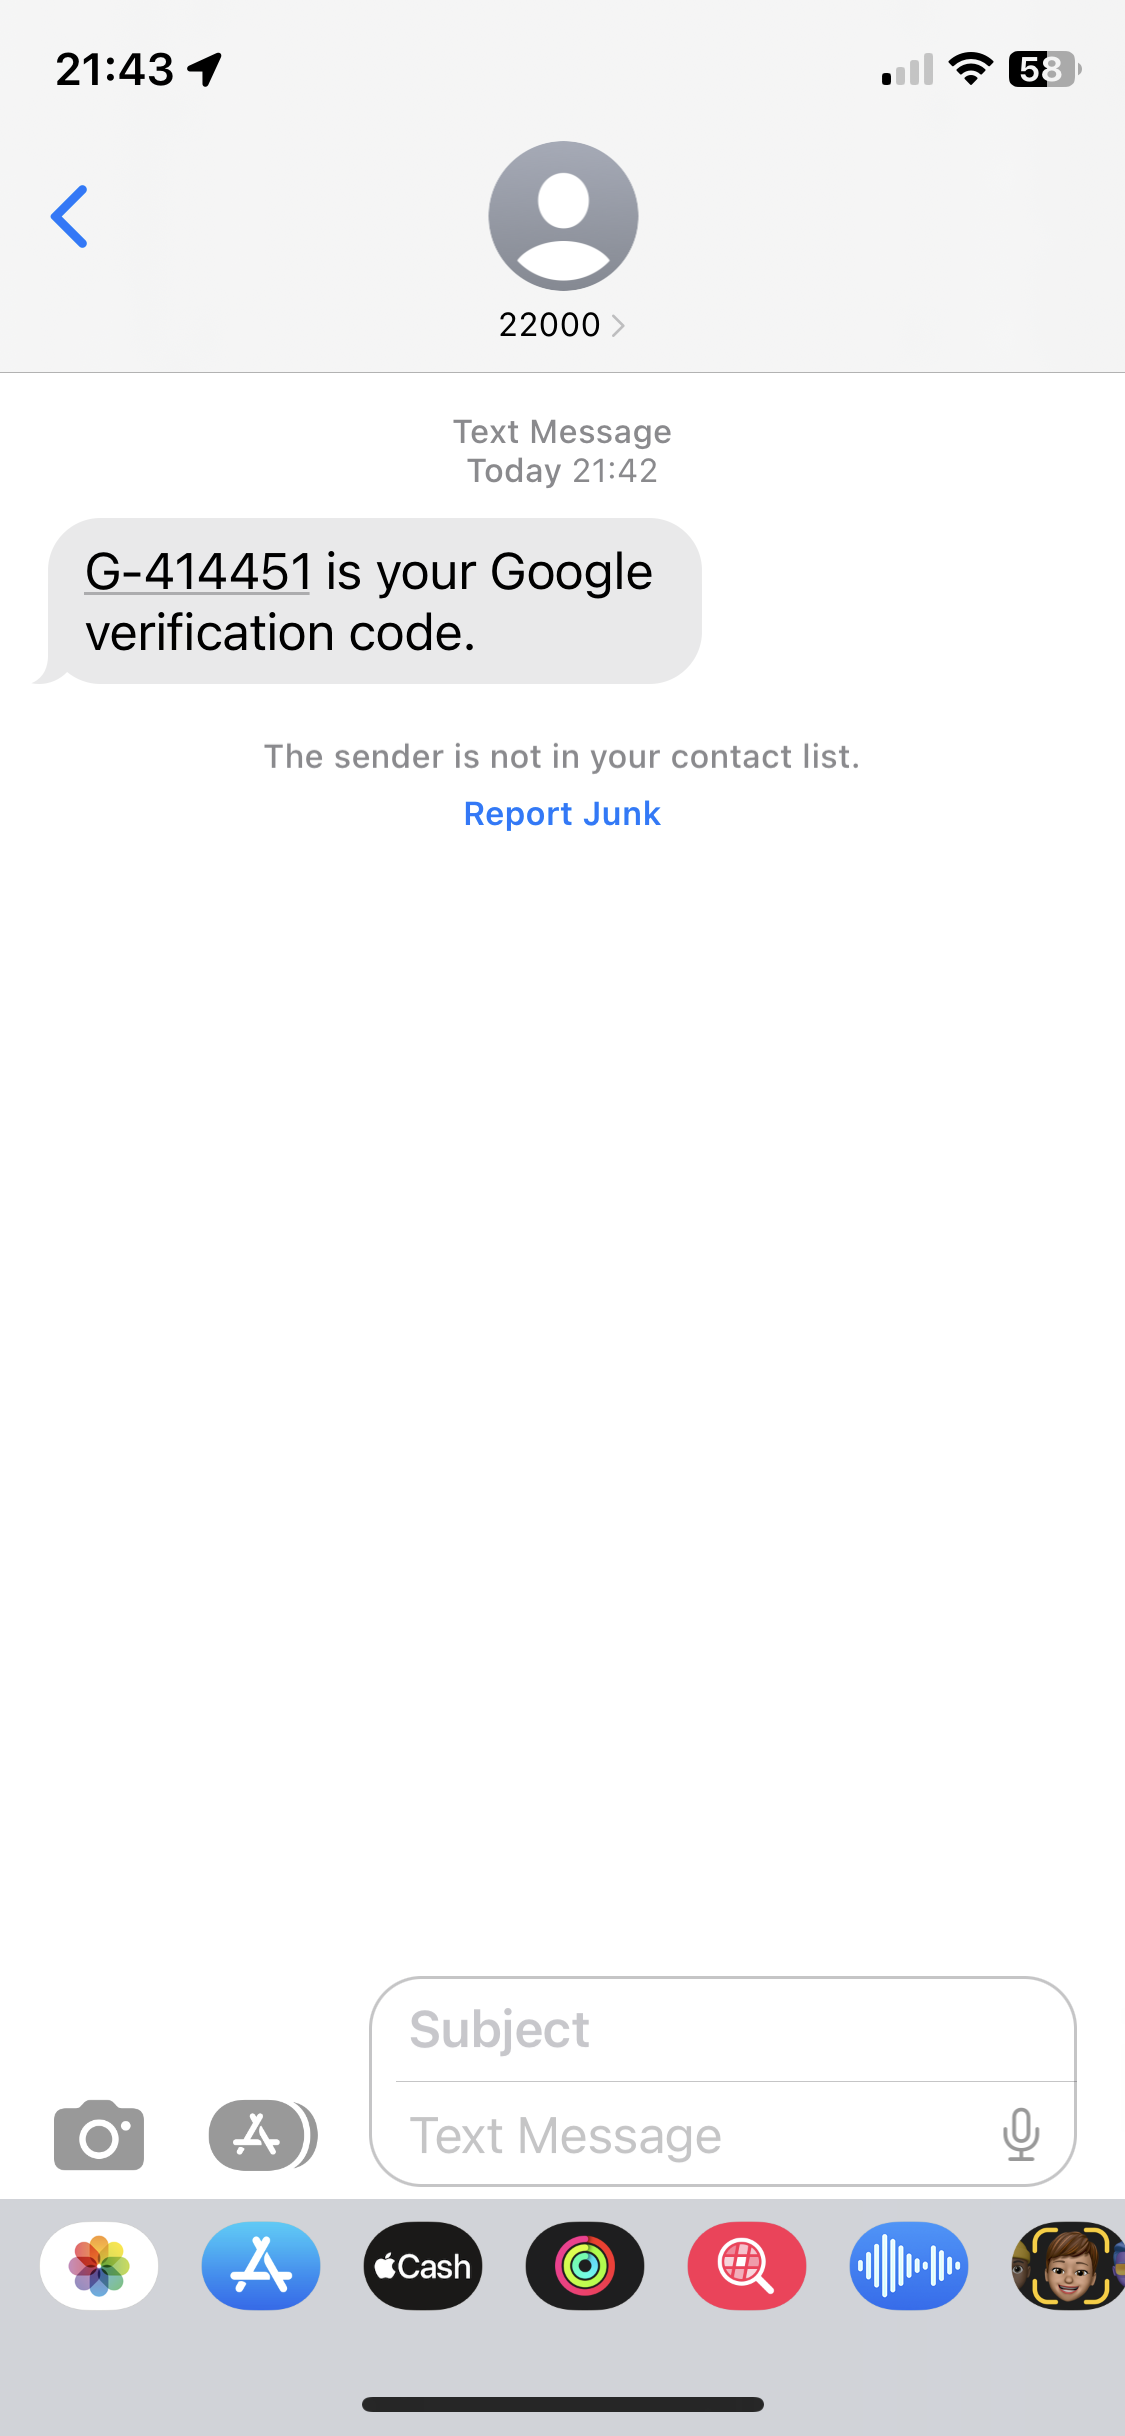 21:43
58
22000
Text Message
Today 21:42
G-414451 is your Google
verification code.
The sender is not in your contact list.
Report Junk
Subject
Text Message
Cash